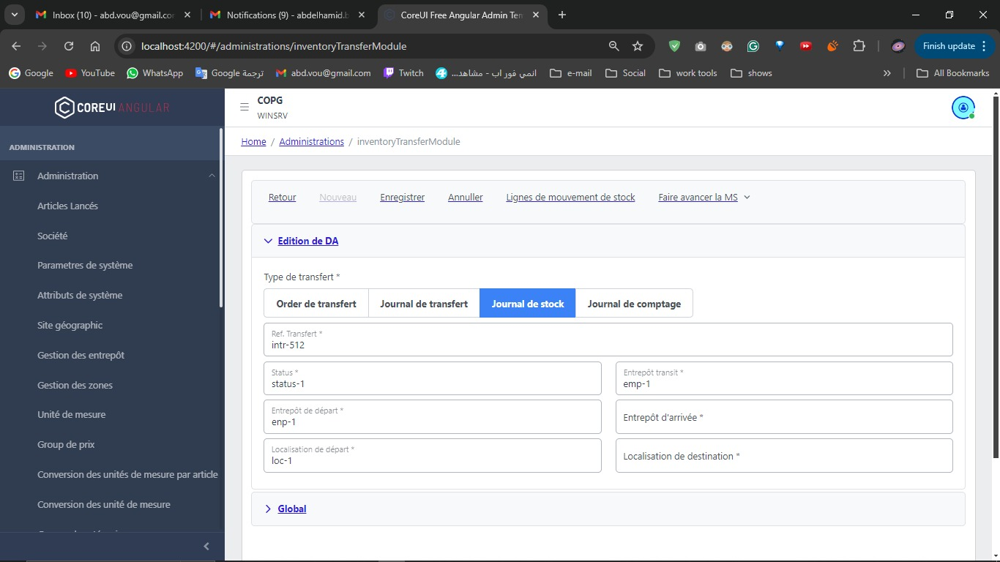 Inbox (10) - abd.vou@gmail.co
Notifications (9) - abdelhamid.b
CoreUI Free Angular Admin Ten
localhost:4200/#/administrations/inventoryTransferModule
Finish update
Google
YouTube
WhatsApp
ترجمة Google
abd.vou@gmail.com
Twitch
انمي فور اب - مشاهد...
e-mail
Social
work tools
shows
All Bookmarks
COREUI ANGULAR
COPG
WINSRV
Home / Administrations / inventoryTransferModule
ADMINISTRATION
Administration
Articles Lancés
Société
Parametres de système
Attributs de système
Site géographic
Gestion des entrepôt
Gestion des zones
Unité de mesure
Group de prix
Conversion des unités de mesure par article
Conversion des unité de mesure
Retour Nouveau Enregistrer Annuller Lignes de mouvement de stock Faire avancer la MS
Edition de DA
Type de transfert *
Order de transfert Journal de transfert Journal de stock Journal de comptage
Ref. Transfert *
intr-512
Status *
status-1
Entrepôt transit *
emp-1
Entrepôt de départ *
enp-1
Entrepôt d'arrivée *
Localisation de départ *
loc-1
Localisation de destination *
Global